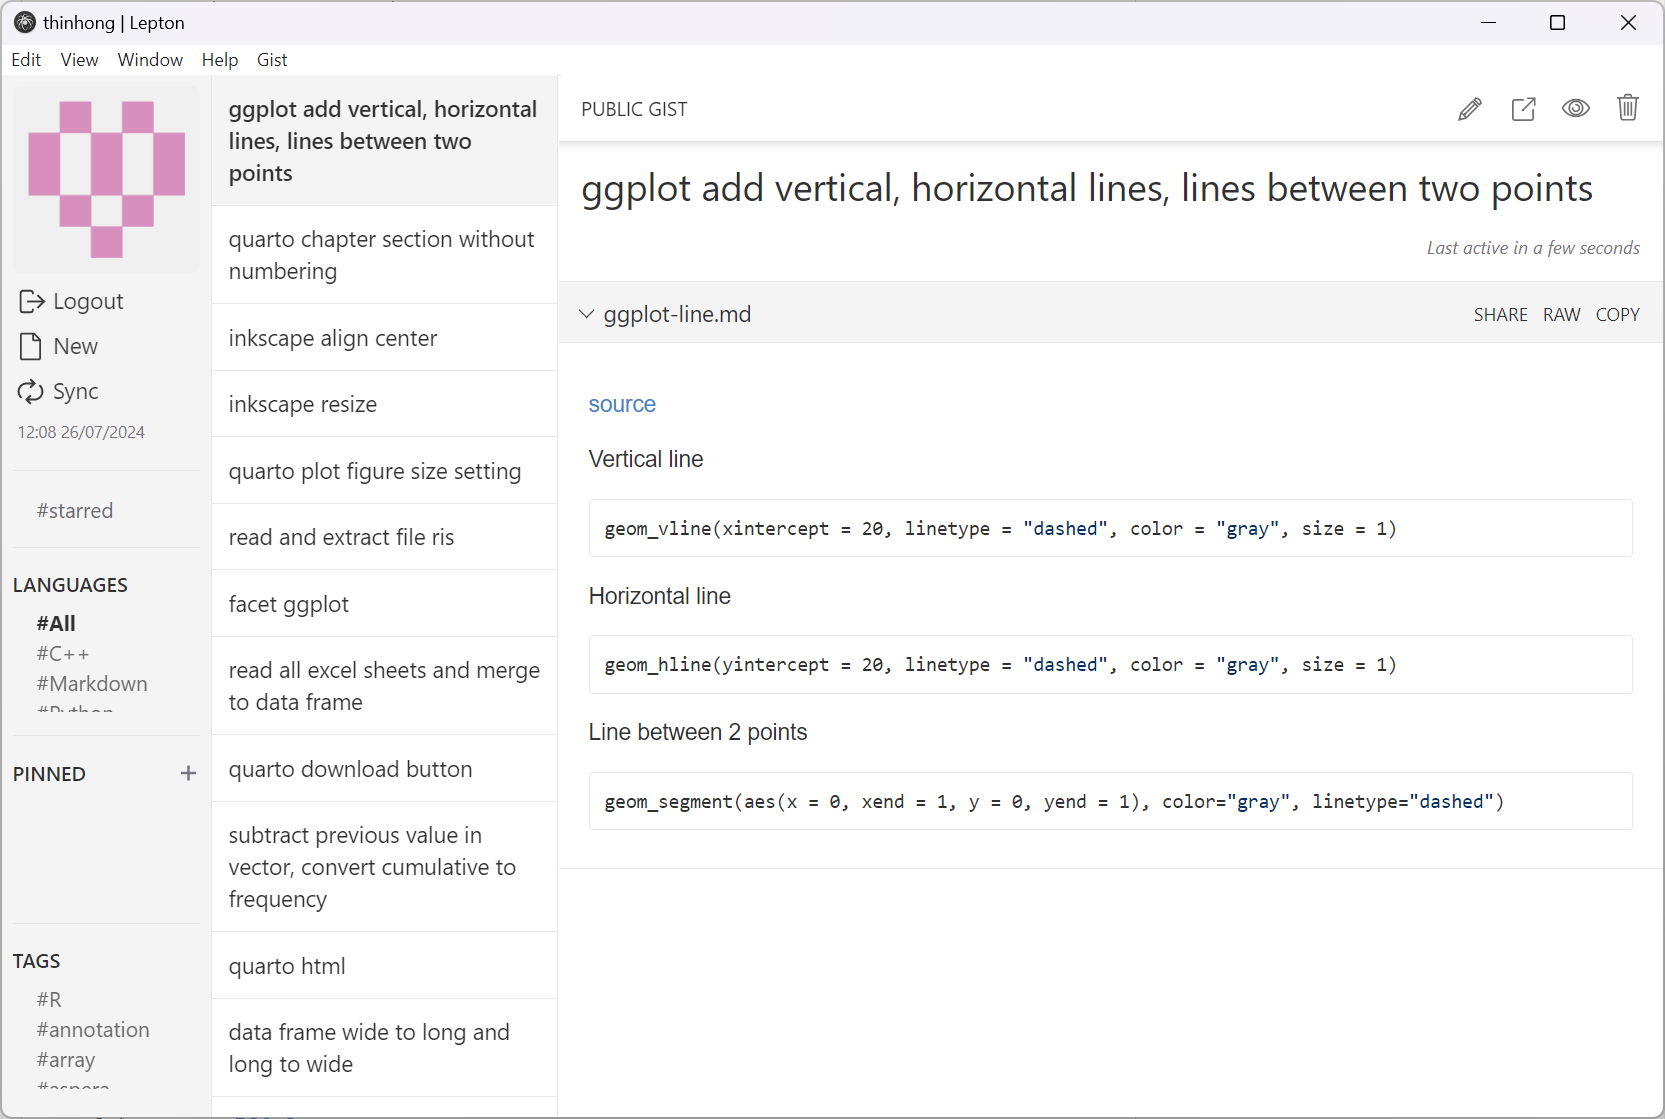 thinhong | Lepton
Edit View Window Help Gist
Logout
New
Sync
12:08 26/07/2024
#starred
LANGUAGES
#All
#C++
#Markdown
#Python
PINNED
TAGS
#R
#annotation
#array
#aspera
ggplot add vertical, horizontal
lines, lines between two
points
quarto chapter section without
numbering
inkscape align center
inkscape resize
quarto plot figure size setting
read and extract file ris
facet ggplot
read all excel sheets and merge
to data frame
quarto download button
subtract previous value in
vector, convert cumulative to
frequency
quarto html
data frame wide to long and
long to wide
PUBLIC GIST
ggplot add vertical, horizontal lines, lines between two points
Last active in a few seconds
ggplot-line.md SHARE RAW COPY
source
Vertical line
geom_vline(xintercept = 20, linetype = "dashed", color = "gray", size = 1)
Horizontal line
geom_hline(yintercept = 20, linetype = "dashed", color = "gray", size = 1)
Line between 2 points
geom_segment(aes(x = 0, xend = 1, y = 0, yend = 1), color="gray", linetype="dashed")